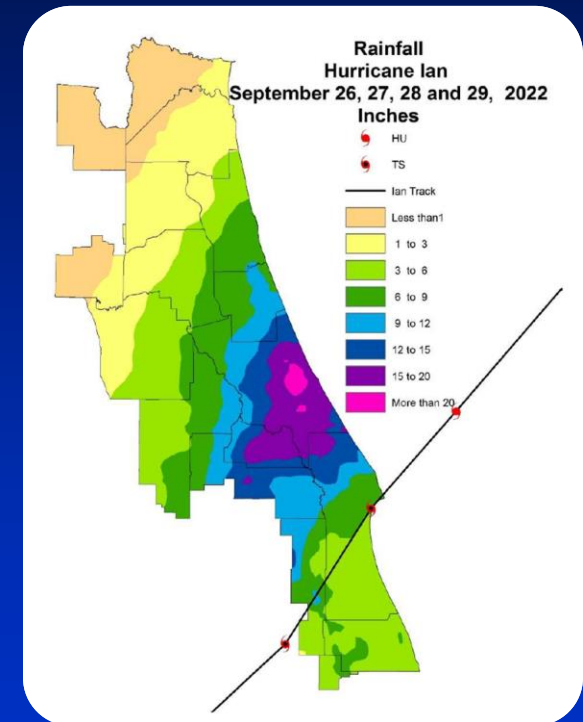 Rainfall
Hurricane Ian
September 26, 27, 28 and 29, 2022
Inches
HU
TS
Ian Track
Less than1
1 to 3
3 to 6
6 to 9
9 to 12
12 to 15
15 to 20
More than 20